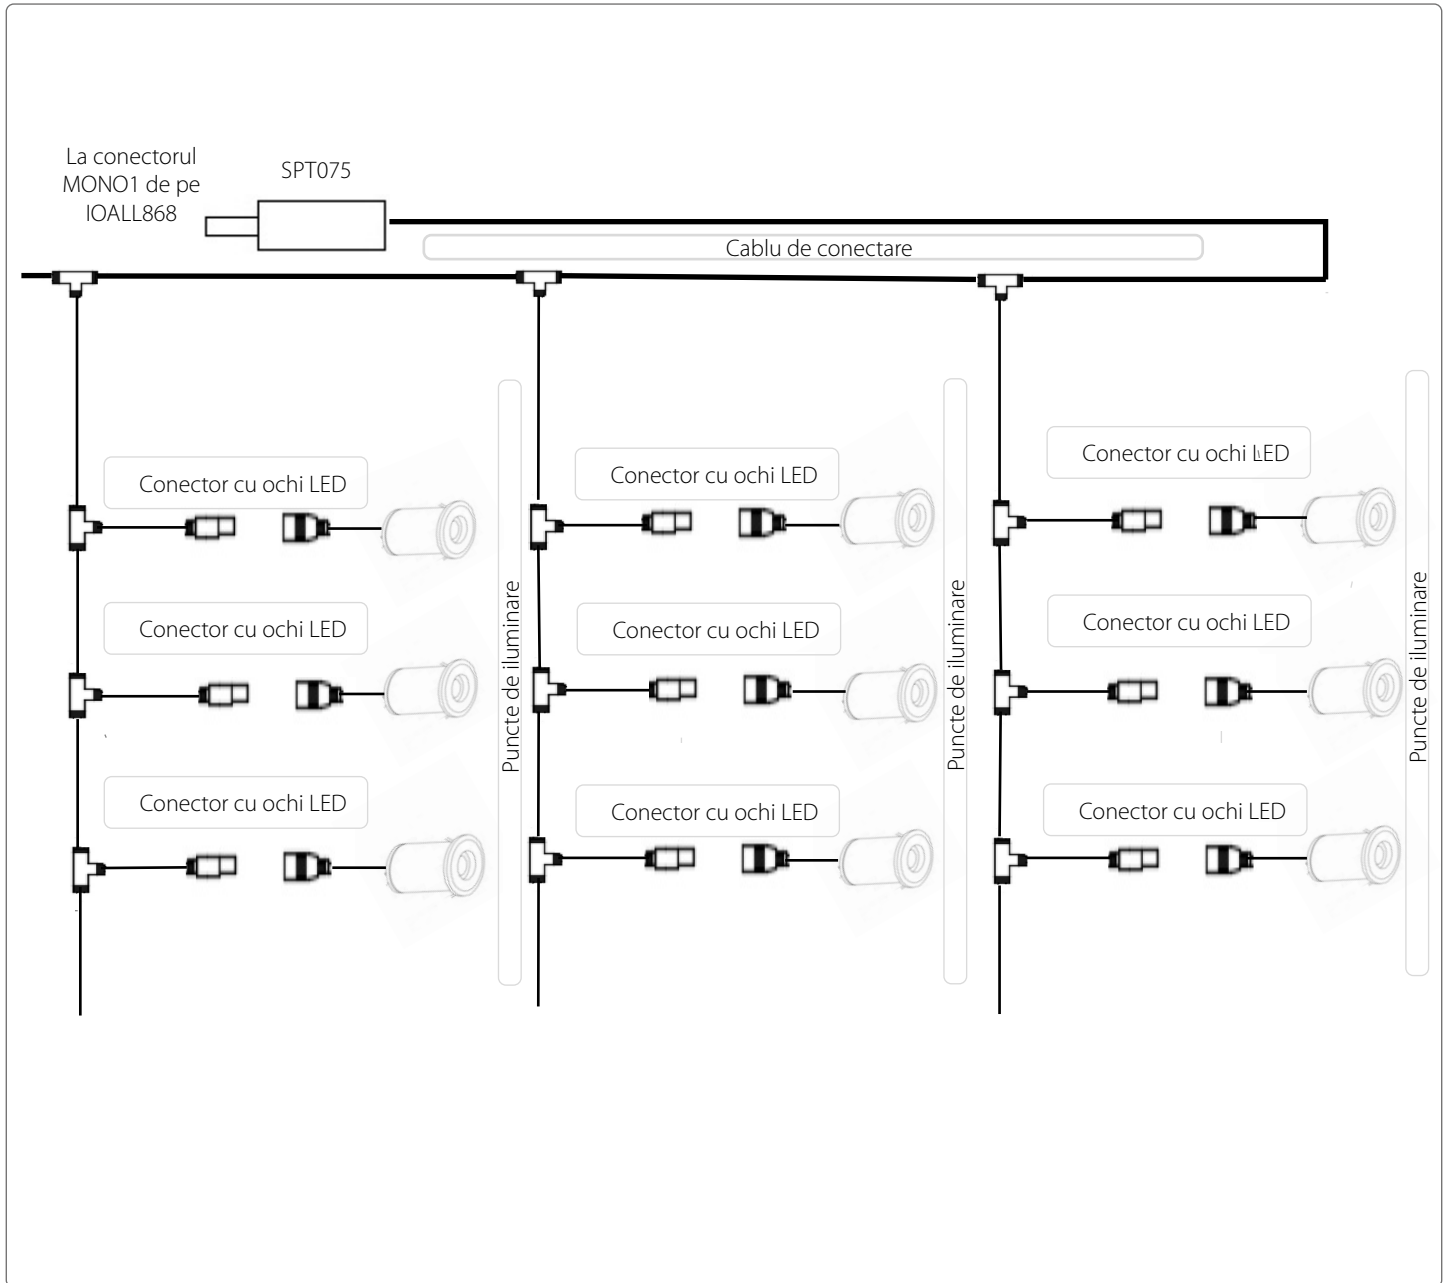 La conectorul
MONO1 de pe
IOALL868
SPT075
Cablu de conectare
Conector cu ochi LED
Conector cu ochi LED
Conector cu ochi LED
Puncte de iluminare
Conector cu ochi LED
Conector cu ochi LED
Conector cu ochi LED
Puncte de iluminare
Conector cu ochi LED
Conector cu ochi LED
Conector cu ochi LED
Puncte de iluminare